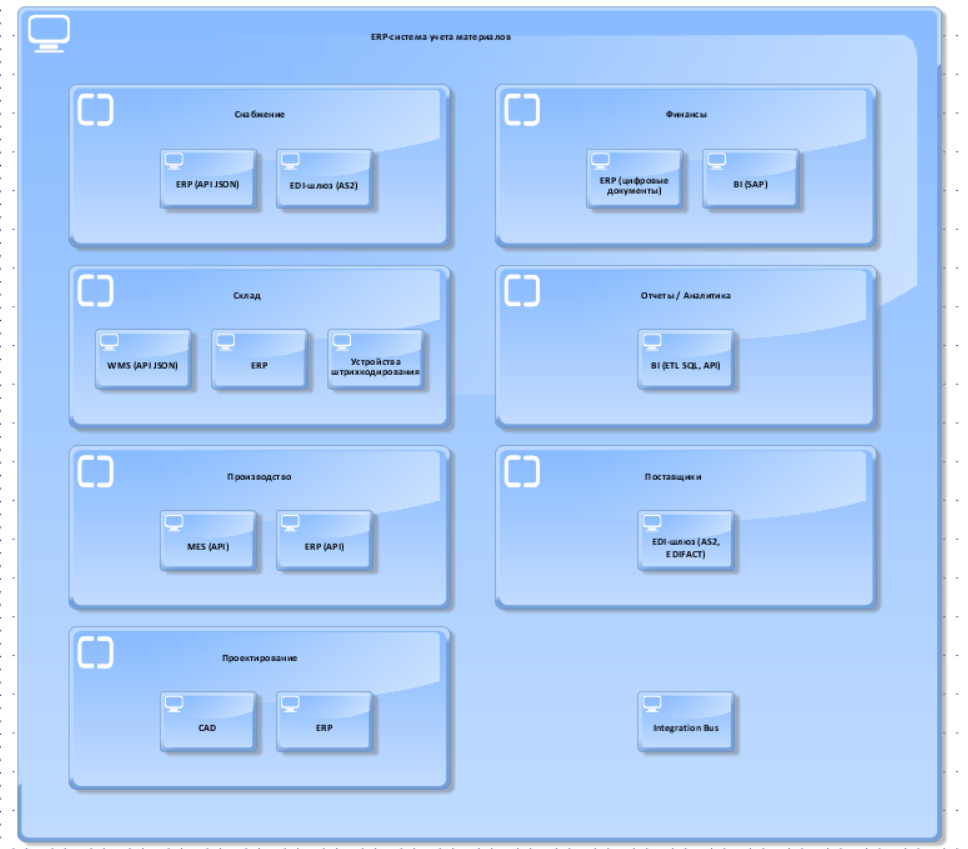 ERP-система учета материалов
Снабжение
ERP (API JSON)
EDI-шлюз (AS2)
Финансы
ERP (цифровые
документы)
BI (SAP)
Склад
WMS (API JSON)
ERP
Устройства
штрихкодирования
Отчеты / Аналитика
BI (ETL SQL, API)
Производство
MES (API)
ERP (API)
Поставщики
EDI-шлюз (AS2,
EDIFACT)
Проектирование
CAD
ERP
Integration Bus